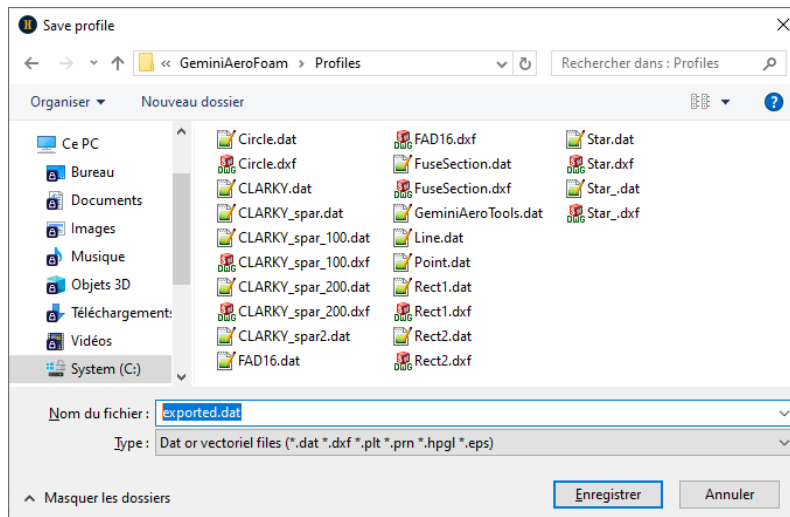 Save profile
« GeminiAeroFoam > Profiles
Rechercher dans : Profiles
Organiser
Nouveau dossier
Ce PC
Bureau
Documents
Images
Musique
Objets 3D
Téléchargements
Vidéos
System (C:)
Circle.dat
Circle.dxf
CLARKY.dat
CLARKY_spar.dat
CLARKY_spar_100.dat
CLARKY_spar_100.dxf
CLARKY_spar_200.dat
CLARKY_spar_200.dxf
CLARKY_spar2.dat
FAD16.dat
FAD16.dxf
FuseSection.dat
FuseSection.dxf
GeminiAeroTools.dat
Line.dat
Point.dat
Rect1.dat
Rect1.dxf
Rect2.dat
Rect2.dxf
Star.dat
Star.dxf
Star_.dat
Star_.dxf
Nom du fichier : exported.dat
Type : Dat or vectoriel files (*.dat *.dxf *.plt *.prn *.hpgl *.eps)
Masquer les dossiers
Enregistrer
Annuler